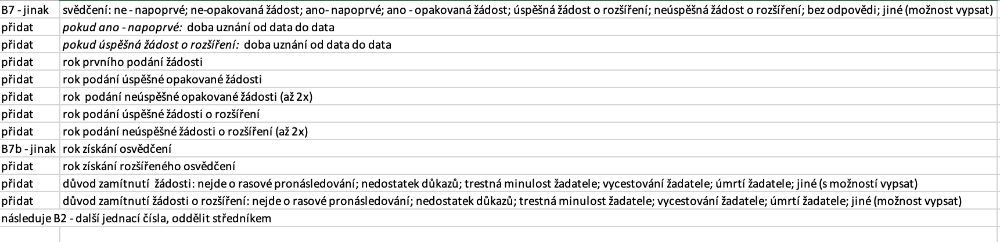 B7 - jinak svědčení: ne - napoprvé; ne-opakovaná žádost; ano- napoprvé; ano - opakovaná žádost; úspěšná žádost o rozšíření; neúspěšná žádost o rozšíření; bez odpovědi; jiné (možnost vypsat)
přidat pokud ano - napoprvé: doba uznání od data do data
přidat pokud úspěšná žádost o rozšíření: doba uznání od data do data
přidat rok prvního podání žádosti
přidat rok podání úspěšné opakované žádosti
přidat rok podání neúspěšné opakované žádosti (až 2x)
přidat rok podání úspěšné žádosti o rozšíření
přidat rok podání neúspěšné žádosti o rozšíření (až 2x)
B7b - jinak rok získání osvědčení
přidat rok získání rozšířeného osvědčení
přidat důvod zamítnutí žádosti: nejde o rasové pronásledování; nedostatek důkazů; trestná minulost žadatele; vycestování žadatele; úmrtí žadatele; jiné (s možností vypsat)
přidat důvod zamítnutí žádosti o rozšíření: nejde o rasové pronásledování; nedostatek důkazů; trestná minulost žadatele; vycestování žadatele; úmrtí žadatele; jiné (možnost vypsat)
následuje B2 - další jednací čísla, oddělit středníkem